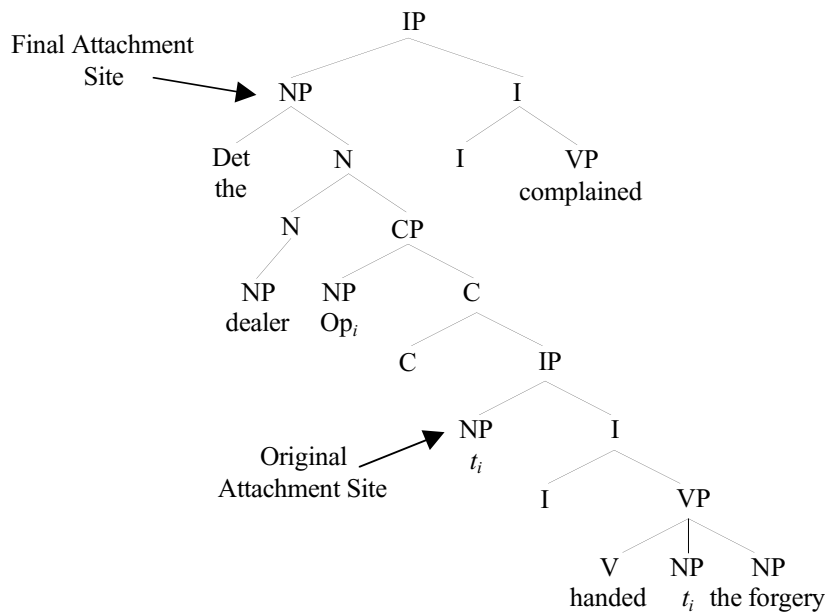 IP
Final Attachment
Site
NP I
Det N I VP
the complained
N CP
NP NP C
dealer Opᵢ
C IP
NP I
tᵢ
Original
Attachment Site
I VP
V NP NP
handed tᵢ the forgery